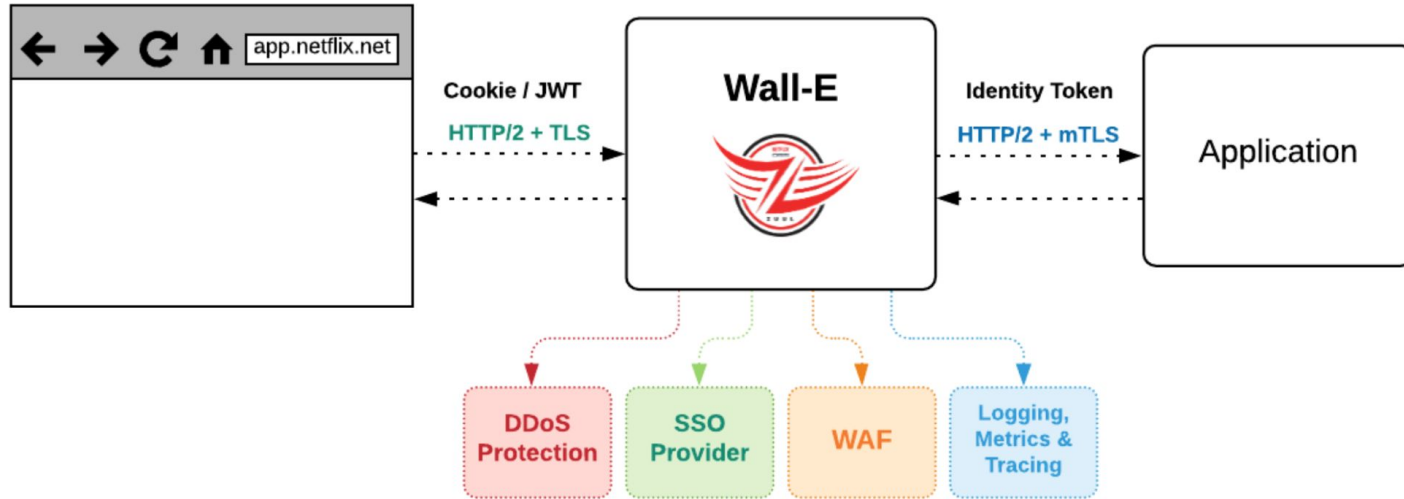 app.netflix.net
Cookie / JWT
HTTP/2 + TLS
Wall-E
ZUUL
Identity Token
HTTP/2 + mTLS
Application
DDoS
Protection
SSO
Provider
WAF
Logging,
Metrics &
Tracing